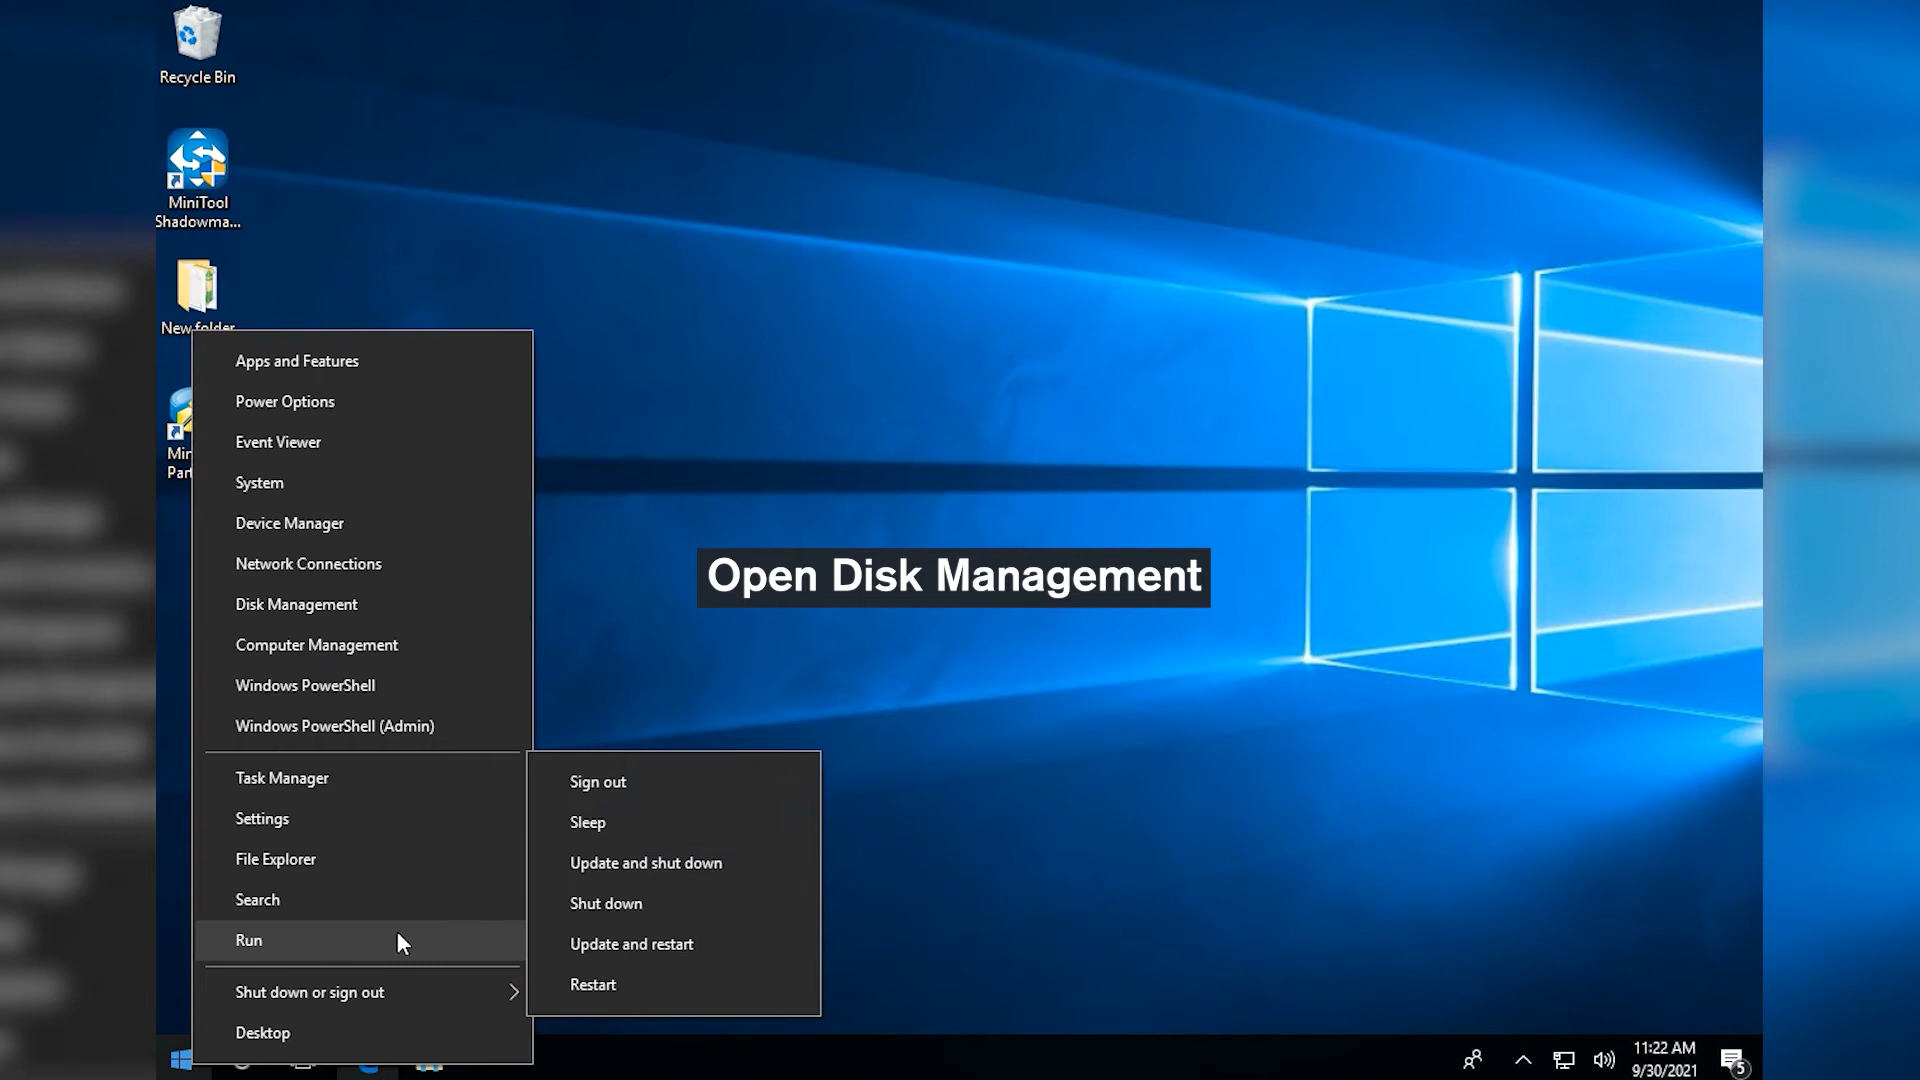 Recycle Bin
MiniTool
Shadowma...
New folder
Apps and Features
Power Options
Event Viewer
System
Device Manager
Network Connections
Disk Management
Computer Management
Windows PowerShell
Windows PowerShell (Admin)
Task Manager
Settings
File Explorer
Search
Run
Shut down or sign out
Desktop
Sign out
Sleep
Update and shut down
Shut down
Update and restart
Restart
Open Disk Management
11:22 AM
9/30/2021
5